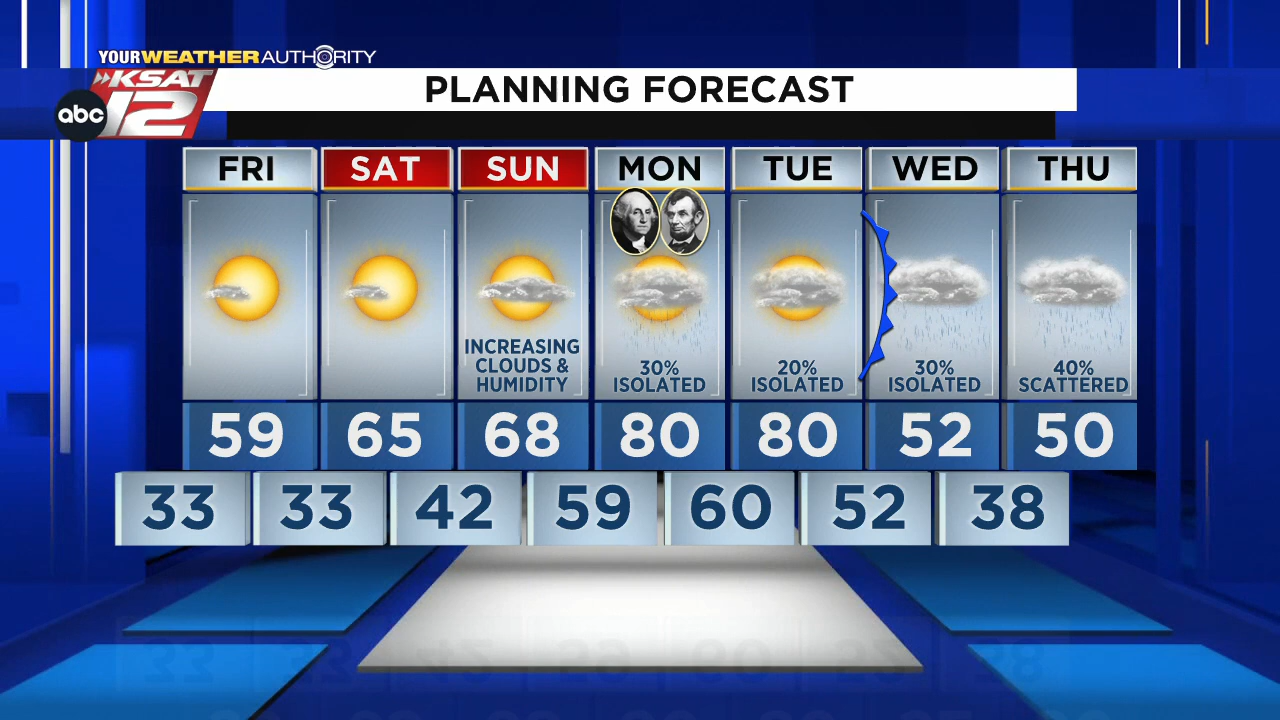 YOURWEATHERAUTHORITY
KSAT
abc 12
PLANNING FORECAST
FRI SAT SUN MON TUE WED THU
INCREASING
CLOUDS &
HUMIDITY
30%
ISOLATED
20%
ISOLATED
30%
ISOLATED
40%
SCATTERED
59 65 68 80 80 52 50
33 33 42 59 60 52 38